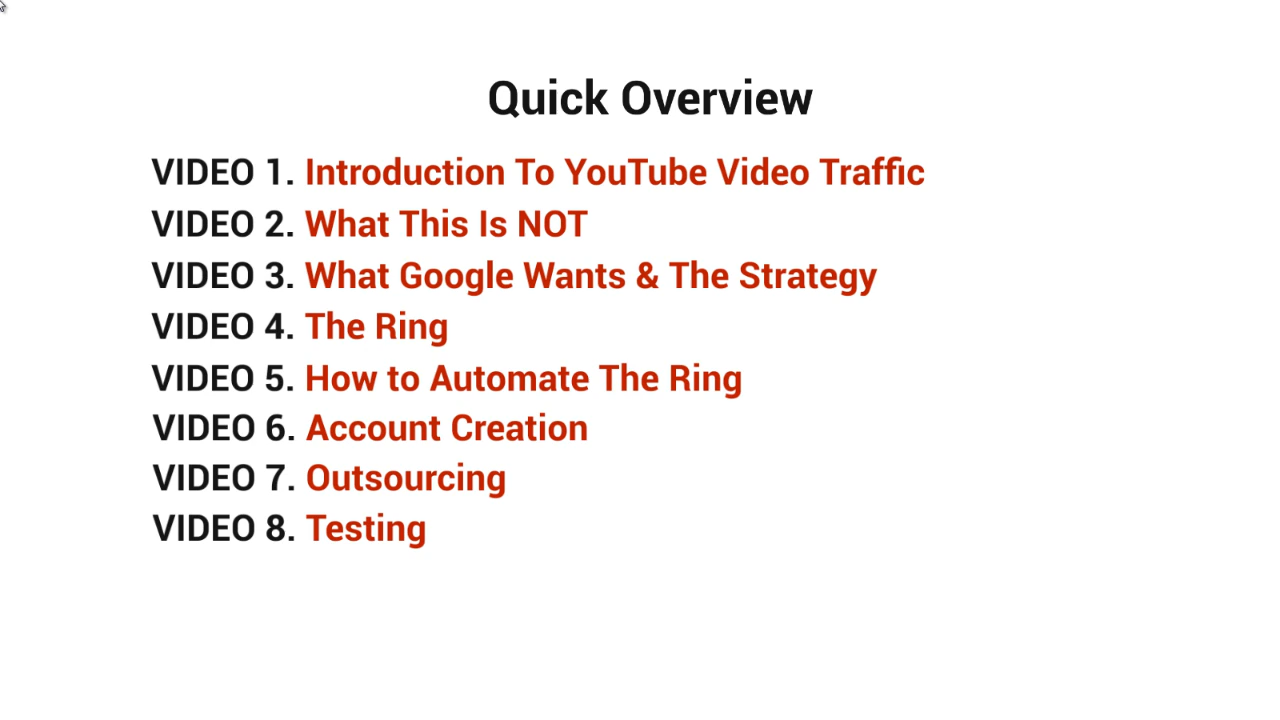 Quick Overview
VIDEO 1. Introduction To YouTube Video Traffic
VIDEO 2. What This Is NOT
VIDEO 3. What Google Wants & The Strategy
VIDEO 4. The Ring
VIDEO 5. How to Automate The Ring
VIDEO 6. Account Creation
VIDEO 7. Outsourcing
VIDEO 8. Testing